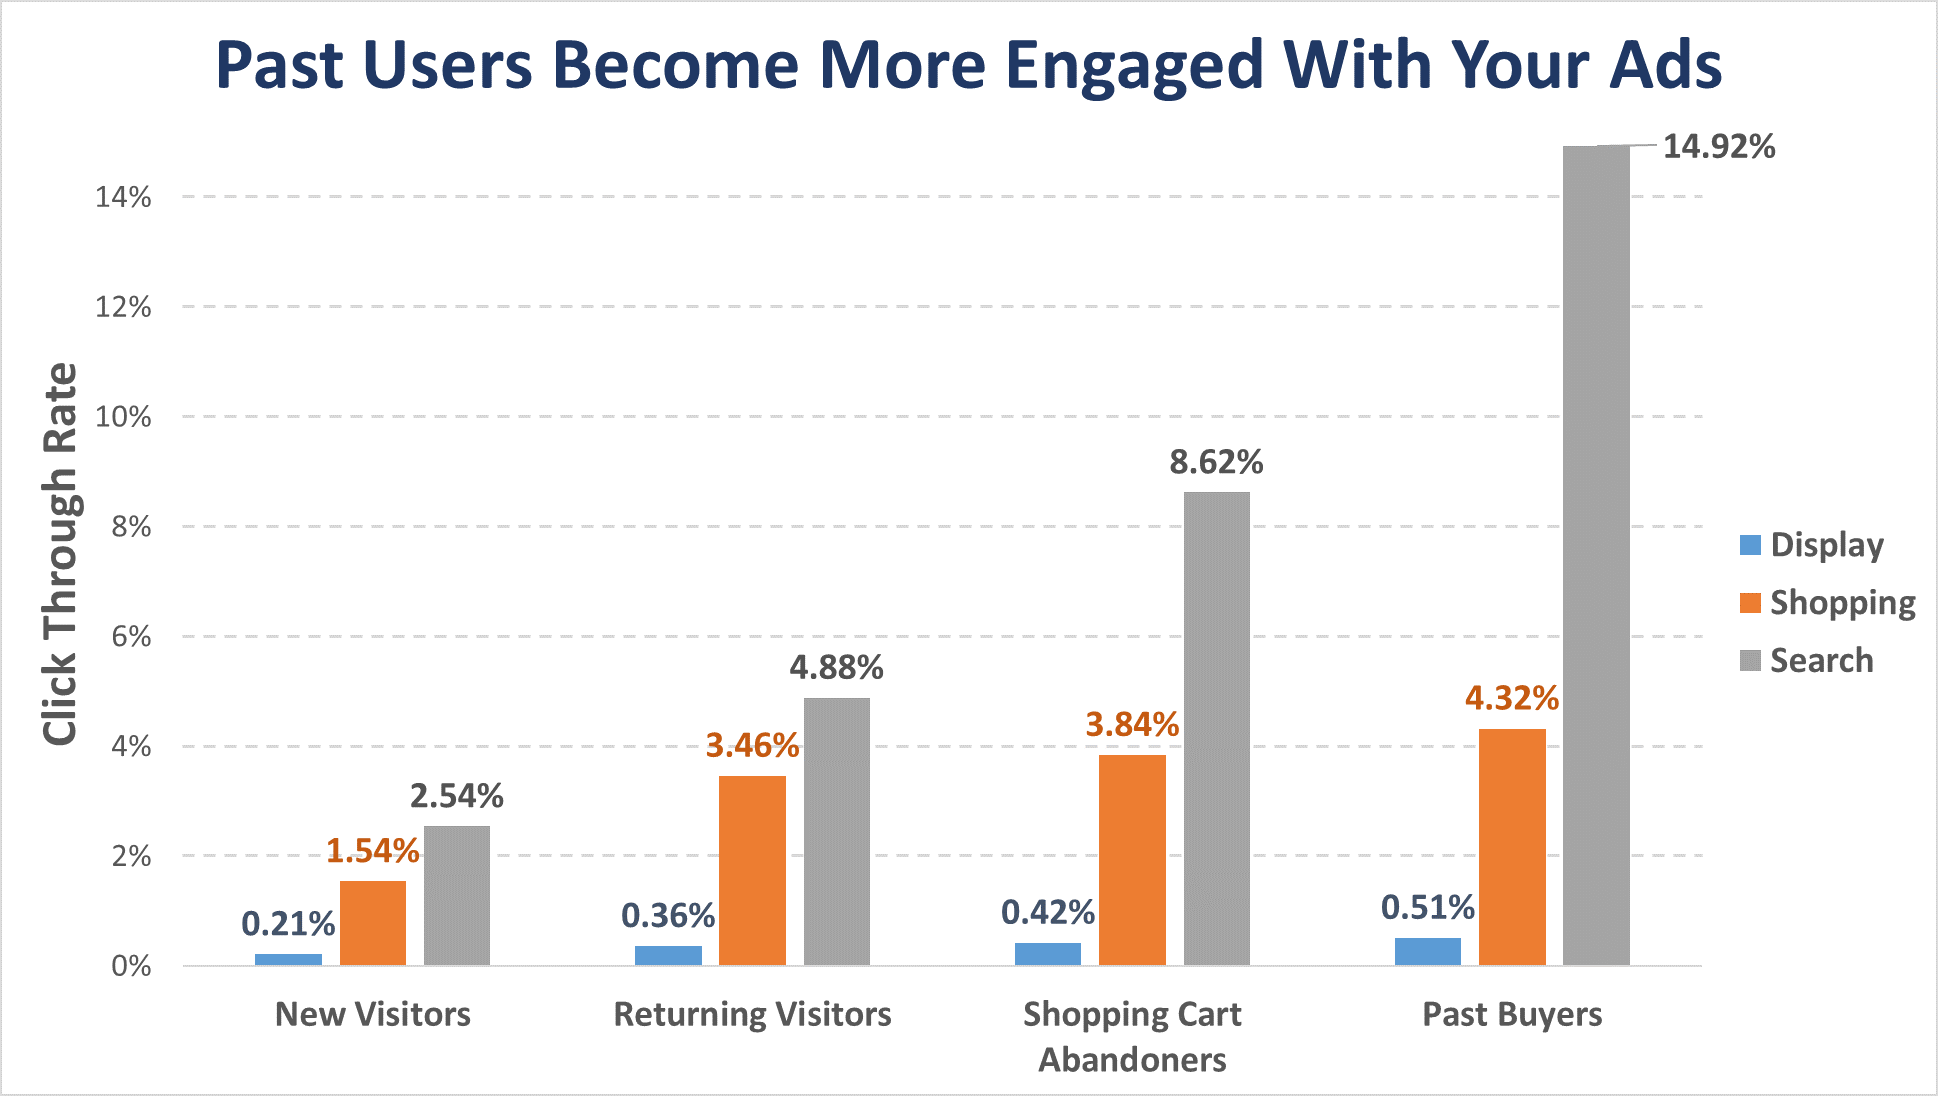 Past Users Become More Engaged With Your Ads
Click Through Rate
14%
12%
10%
8%
6%
4%
2%
0%
0.21%
1.54%
2.54%
0.36%
3.46%
4.88%
0.42%
3.84%
8.62%
0.51%
4.32%
14.92%
New Visitors
Returning Visitors
Shopping Cart
Abandoners
Past Buyers
Display
Shopping
Search